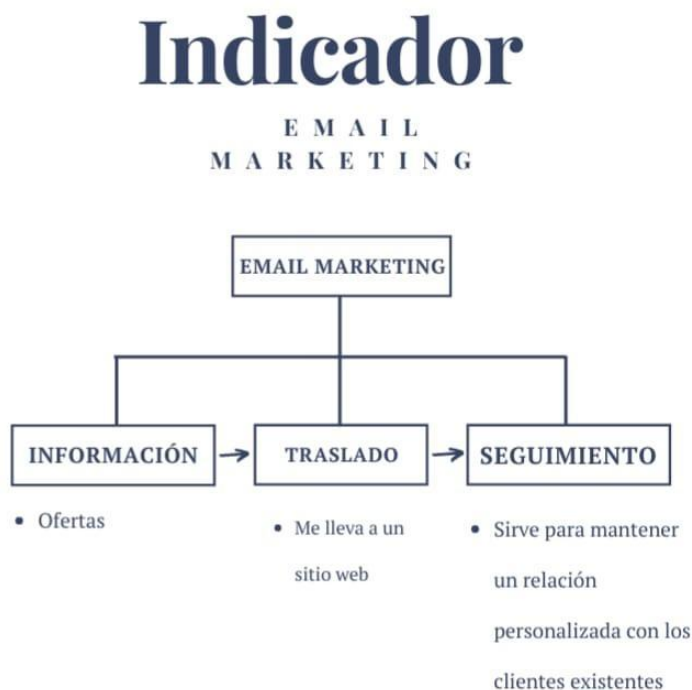 Indicador
EMAIL
MARKETING
EMAIL MARKETING
INFORMACIÓN
TRASLADO
SEGUIMIENTO
• Ofertas
• Me lleva a un
sitio web
• Sirve para mantener
un relación
personalizada con los
clientes existentes